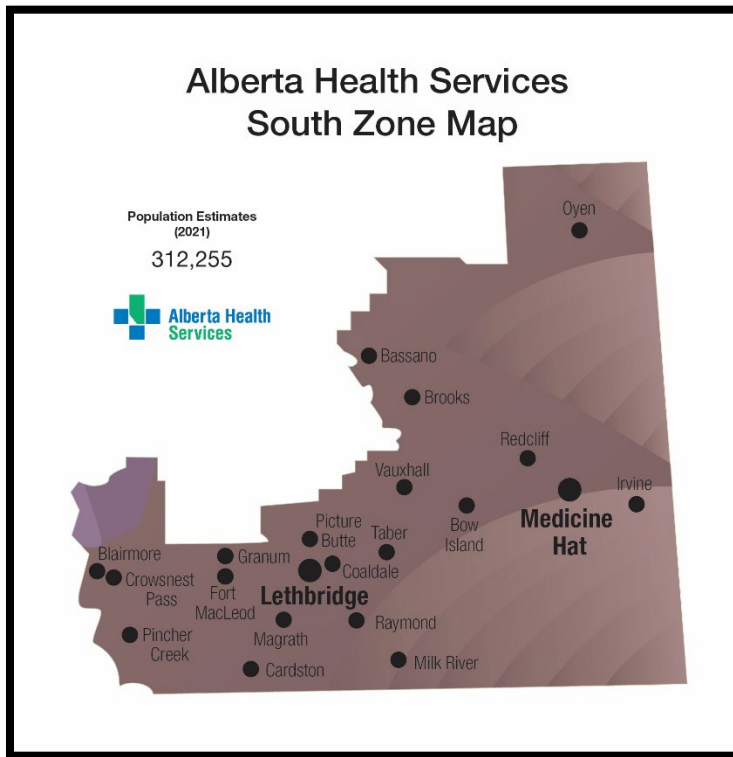 Alberta Health Services
South Zone Map
Population Estimates
(2021)
312,255
Alberta Health
Services
Oyen
Bassano
Brooks
Redcliff
Vauxhall
Irvine
Bow
Island
Medicine
Hat
Picture
Butte
Taber
Blairmore
Granum
Coaldale
Crowsnest
Pass
Fort
MacLeod
Lethbridge
Pincher
Creek
Magrath
Raymond
Cardston
Milk River